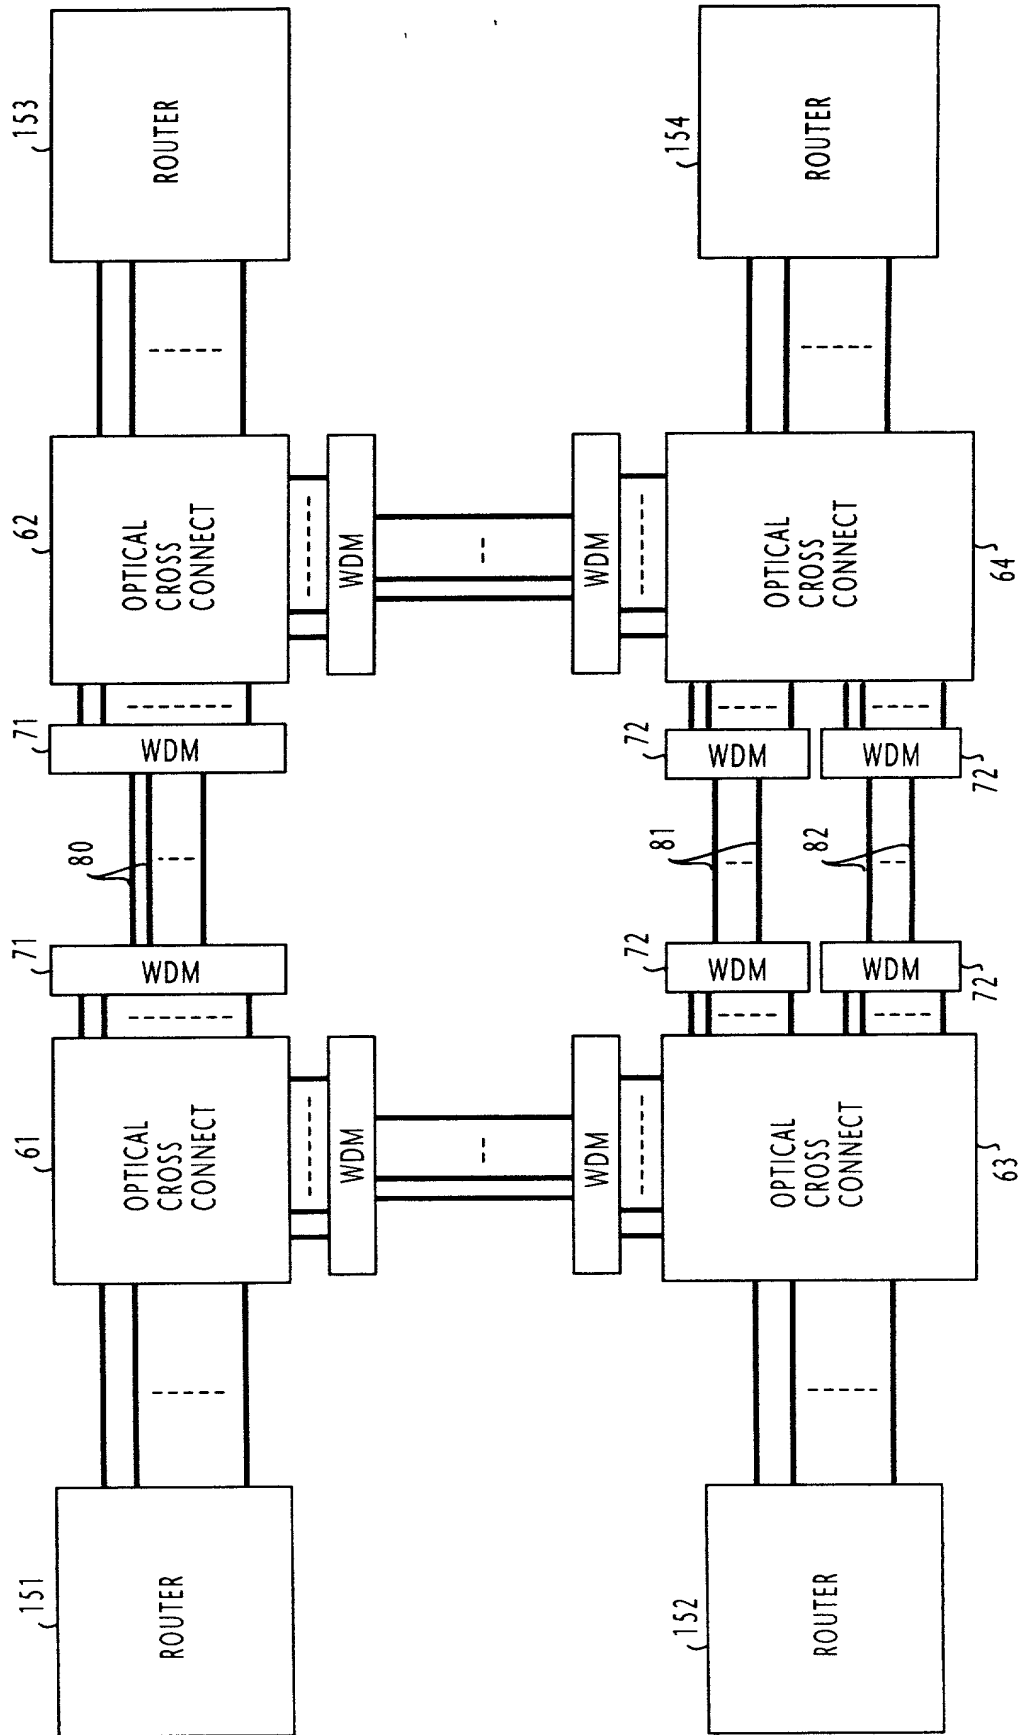 153
ROUTER
62
OPTICAL
CROSS
CONNECT
71
WDM
80
71
WDM
61
OPTICAL
CROSS
CONNECT
151
ROUTER
WDM
WDM
WDM
WDM
154
ROUTER
64
OPTICAL
CROSS
CONNECT
72
WDM
WDM
72
81
82
72
WDM
WDM
72
63
OPTICAL
CROSS
CONNECT
152
ROUTER